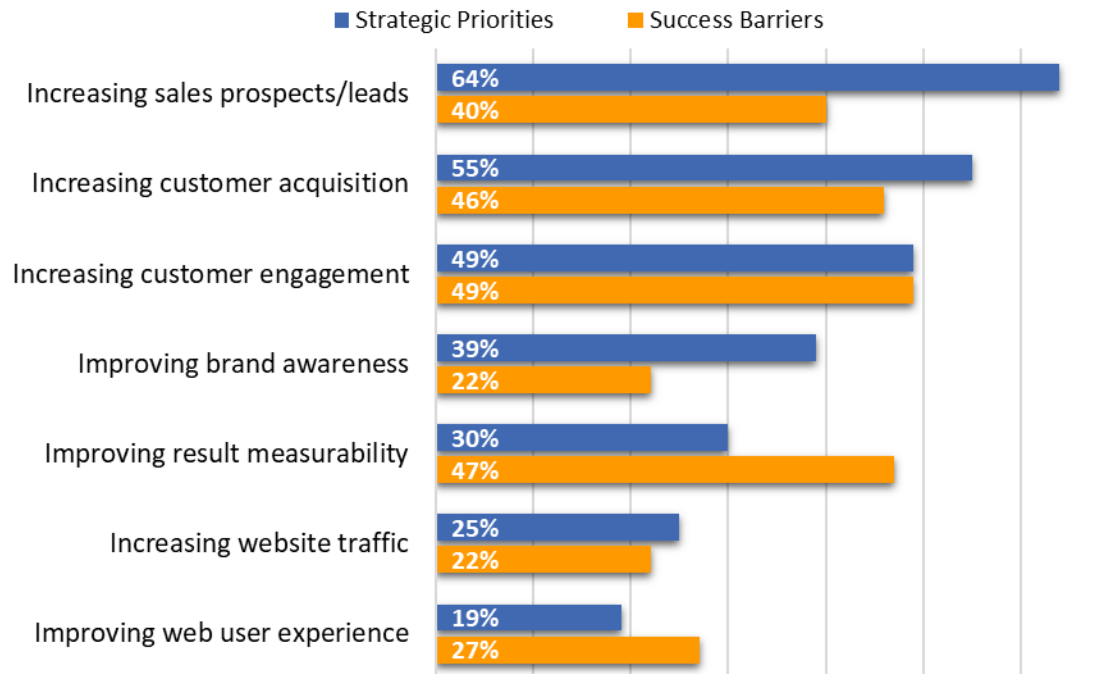 Strategic Priorities
Success Barriers
Increasing sales prospects/leads
64%
40%
Increasing customer acquisition
55%
46%
Increasing customer engagement
49%
49%
Improving brand awareness
39%
22%
Improving result measurability
30%
47%
Increasing website traffic
25%
22%
Improving web user experience
19%
27%